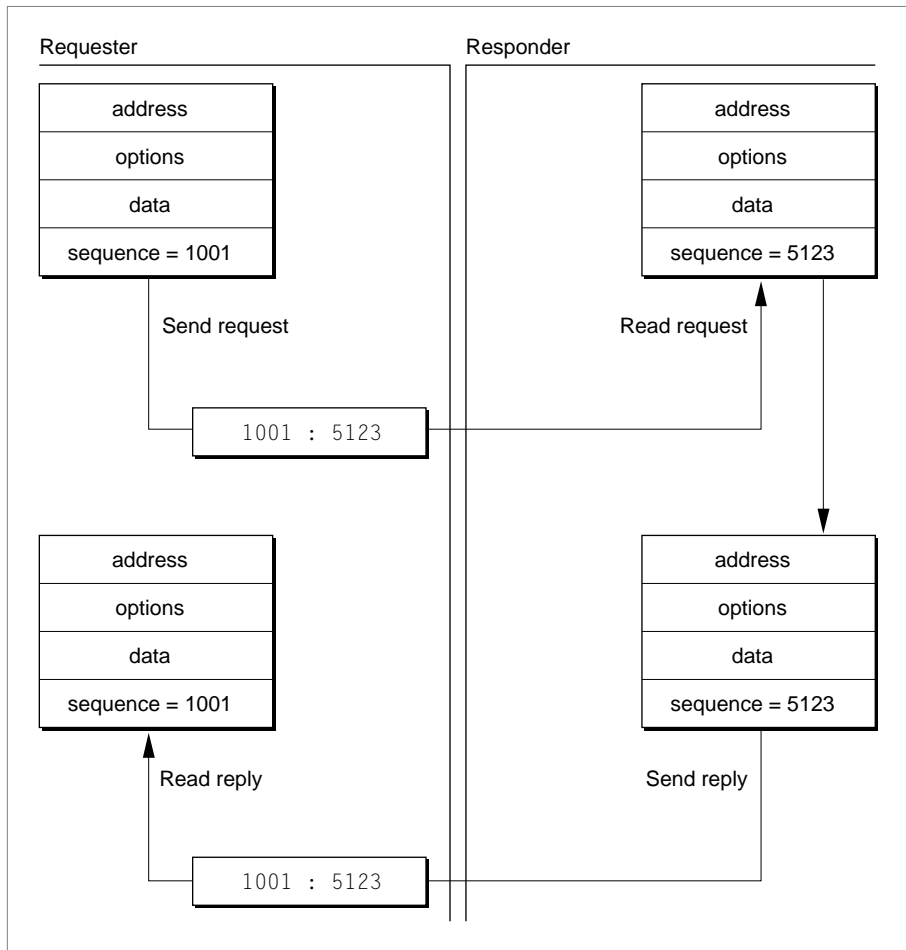 Requester
Responder
address
options
data
sequence = 1001
address
options
data
sequence = 5123
Send request
Read request
1001 : 5123
address
options
data
sequence = 1001
address
options
data
sequence = 5123
Read reply
Send reply
1001 : 5123